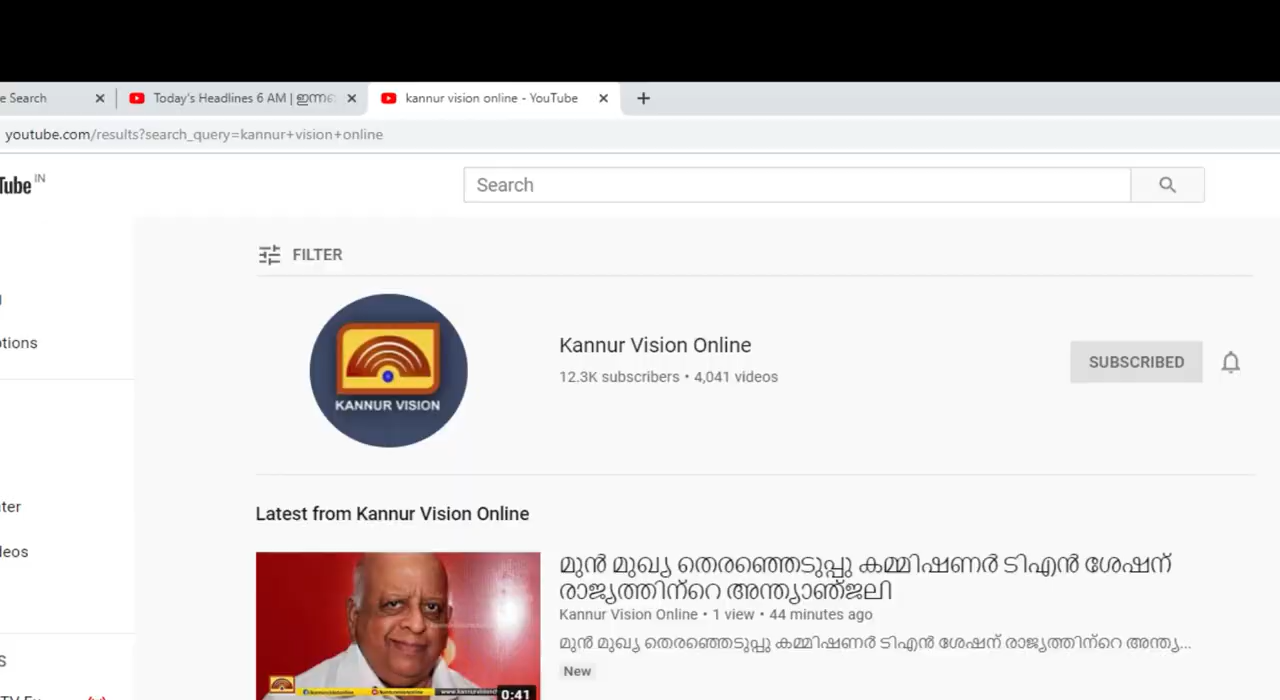 e Search
Today's Headlines 6 AM | ഇന്നത
kannur vision online - YouTube
youtube.com/results?search_query=kannur+vision+online
Tube IN
Search
FILTER
KANNUR VISION
Kannur Vision Online
12.3K subscribers • 4,041 videos
SUBSCRIBED
ptions
Latest from Kannur Vision Online
മുൻ മുഖ്യ തെരഞ്ഞെടുപ്പു കമ്മിഷണർ ടിഎൻ ശേഷന്
രാജ്യത്തിന്റെ അന്ത്യാഞ്ജലി
Kannur Vision Online • 1 view • 44 minutes ago
മുൻ മുഖ്യ തെരഞ്ഞെടുപ്പു കമ്മിഷണർ ടിഎൻ ശേഷന് രാജ്യത്തിന്റെ അന്ത്യ...
New
0:41
ter
deos
S